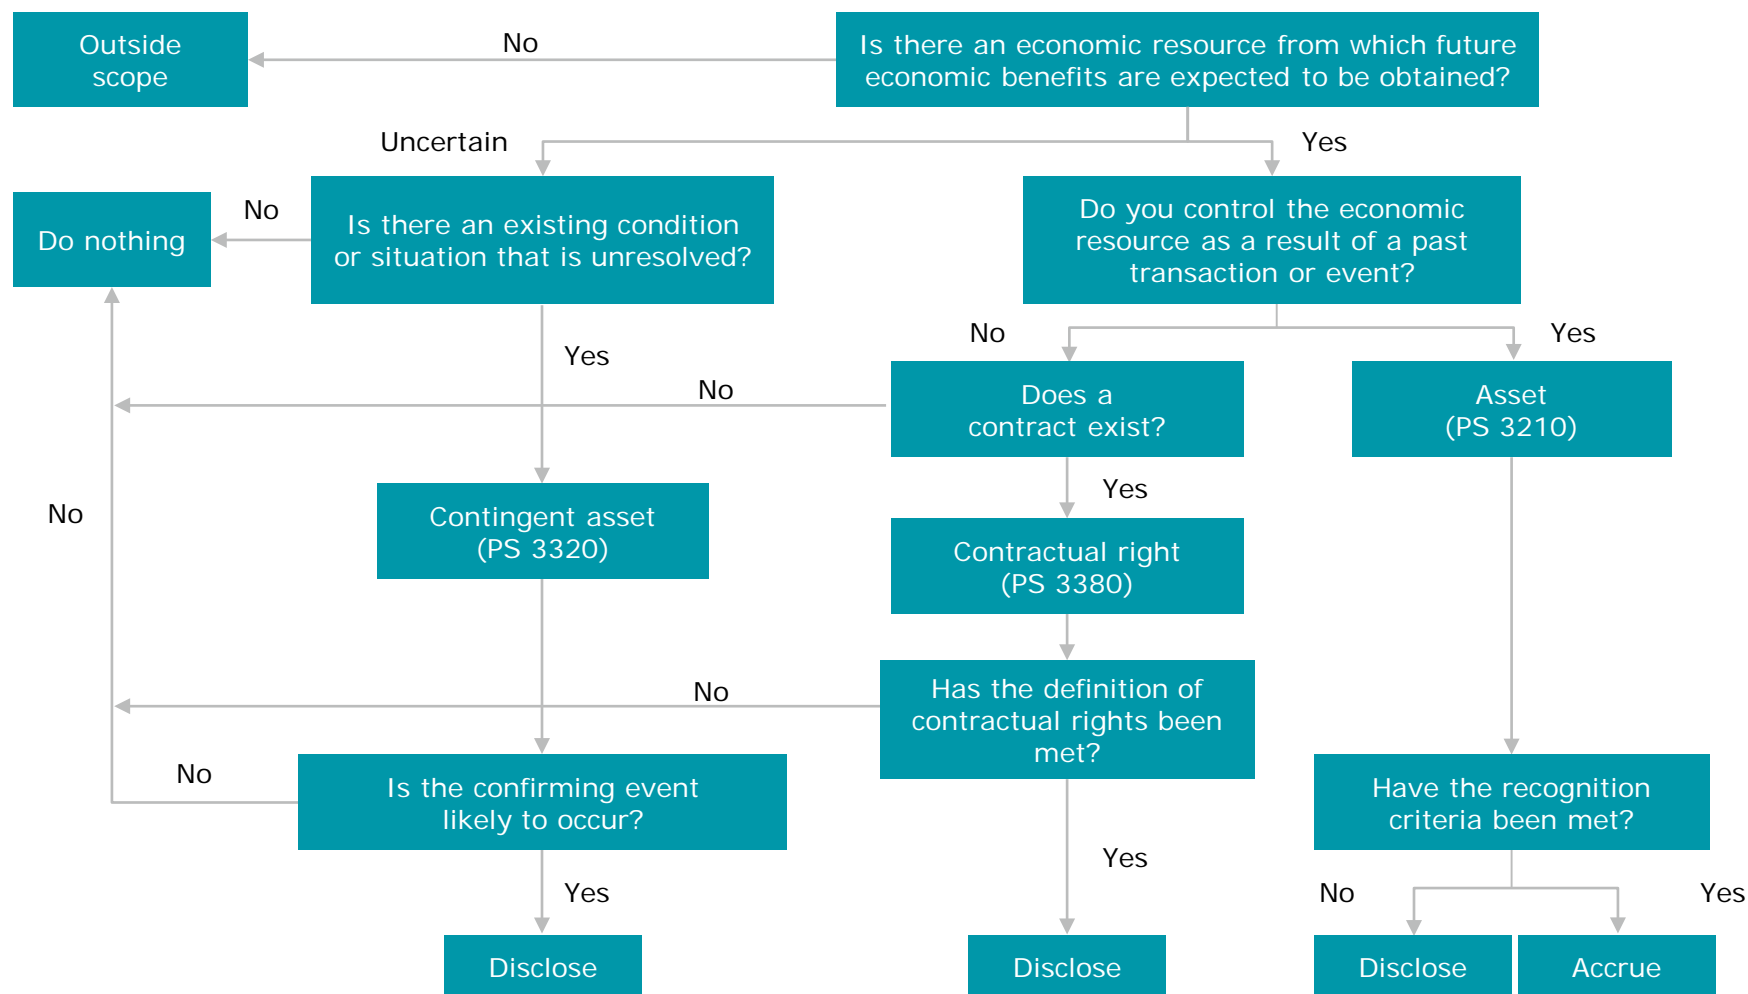 Outside
scope
No
Is there an economic resource from which future
economic benefits are expected to be obtained?
Uncertain
Yes
Do nothing
No
Is there an existing condition
or situation that is unresolved?
Do you control the economic
resource as a result of a past
transaction or event?
Yes
No
Yes
No
Does a
contract exist?
Asset
(PS 3210)
No
Contingent asset
(PS 3320)
Yes
Contractual right
(PS 3380)
No
Has the definition of
contractual rights been
met?
No
Is the confirming event
likely to occur?
Have the recognition
criteria been met?
Yes
Yes
No
Yes
Disclose
Disclose
Disclose
Accrue